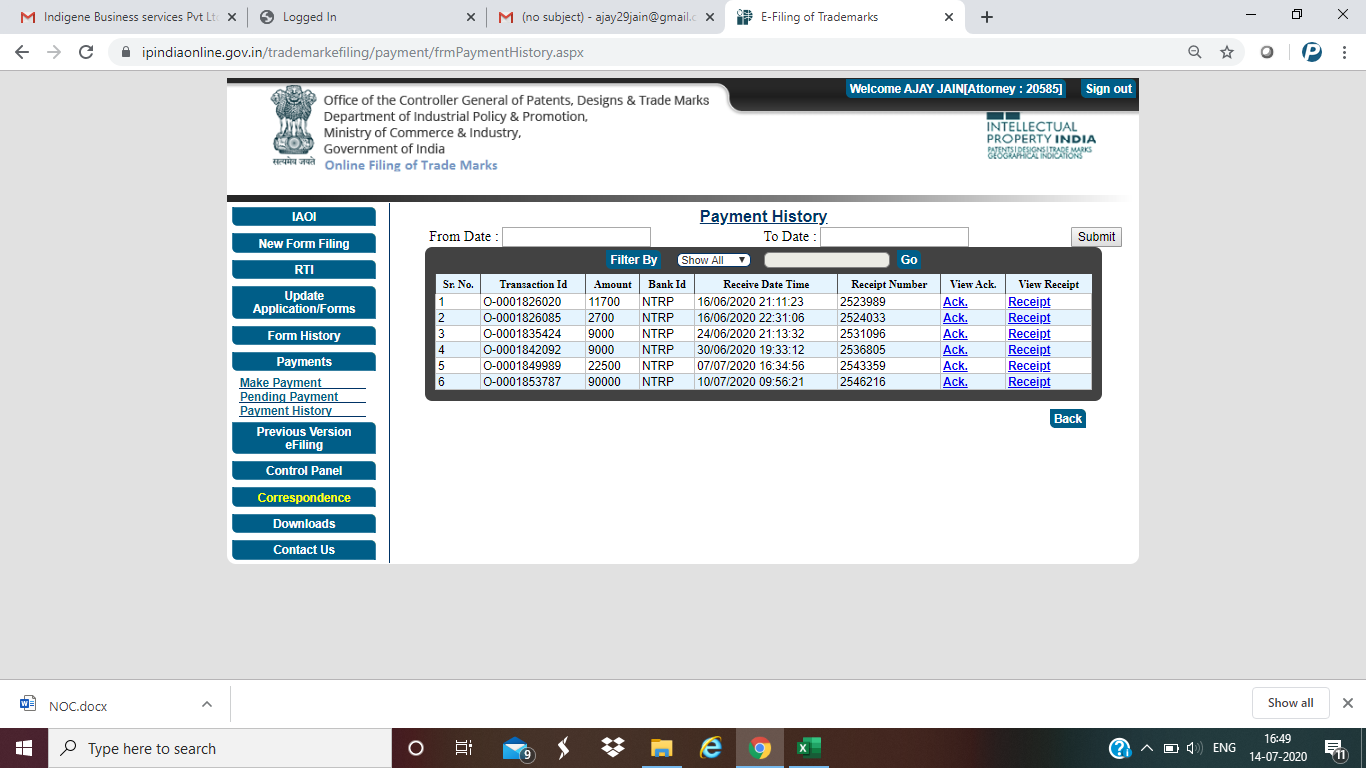 Indigene Business services Pvt Lt
Logged In
(no subject) - ajay29jain@gmail.c
E-Filing of Trademarks
ipindiaonline.gov.in/trademarkefiling/payment/frmPaymentHistory.aspx
Welcome AJAY JAIN[Attorney : 20585] Sign out
Office of the Controller General of Patents, Designs & Trade Marks
Department of Industrial Policy & Promotion,
Ministry of Commerce & Industry,
Government of India
Online Filing of Trade Marks
सत्यमेव जयते
INTELLECTUAL
PROPERTY INDIA
PATENTS | DESIGNS | TRADE MARKS
GEOGRAPHICAL INDICATIONS
IAOI
New Form Filing
RTI
Update
Application/Forms
Form History
Payments
Make Payment
Pending Payment
Payment History
Previous Version
eFiling
Control Panel
Correspondence
Downloads
Contact Us
Payment History
From Date : To Date : Submit
Filter By Show All Go
Sr. No. Transaction Id Amount Bank Id Receive Date Time Receipt Number View Ack. View Receipt
1 O-0001826020 11700 NTRP 16/06/2020 21:11:23 2523989 Ack. Receipt
2 O-0001826085 2700 NTRP 16/06/2020 22:31:06 2524033 Ack. Receipt
3 O-0001835424 9000 NTRP 24/06/2020 21:13:32 2531096 Ack. Receipt
4 O-0001842092 9000 NTRP 30/06/2020 19:33:12 2536805 Ack. Receipt
5 O-0001849989 22500 NTRP 07/07/2020 16:34:56 2543359 Ack. Receipt
6 O-0001853787 90000 NTRP 10/07/2020 09:56:21 2546216 Ack. Receipt
Back
NOC.docx
Show all
Type here to search
9
ENG
16:49
14-07-2020
11